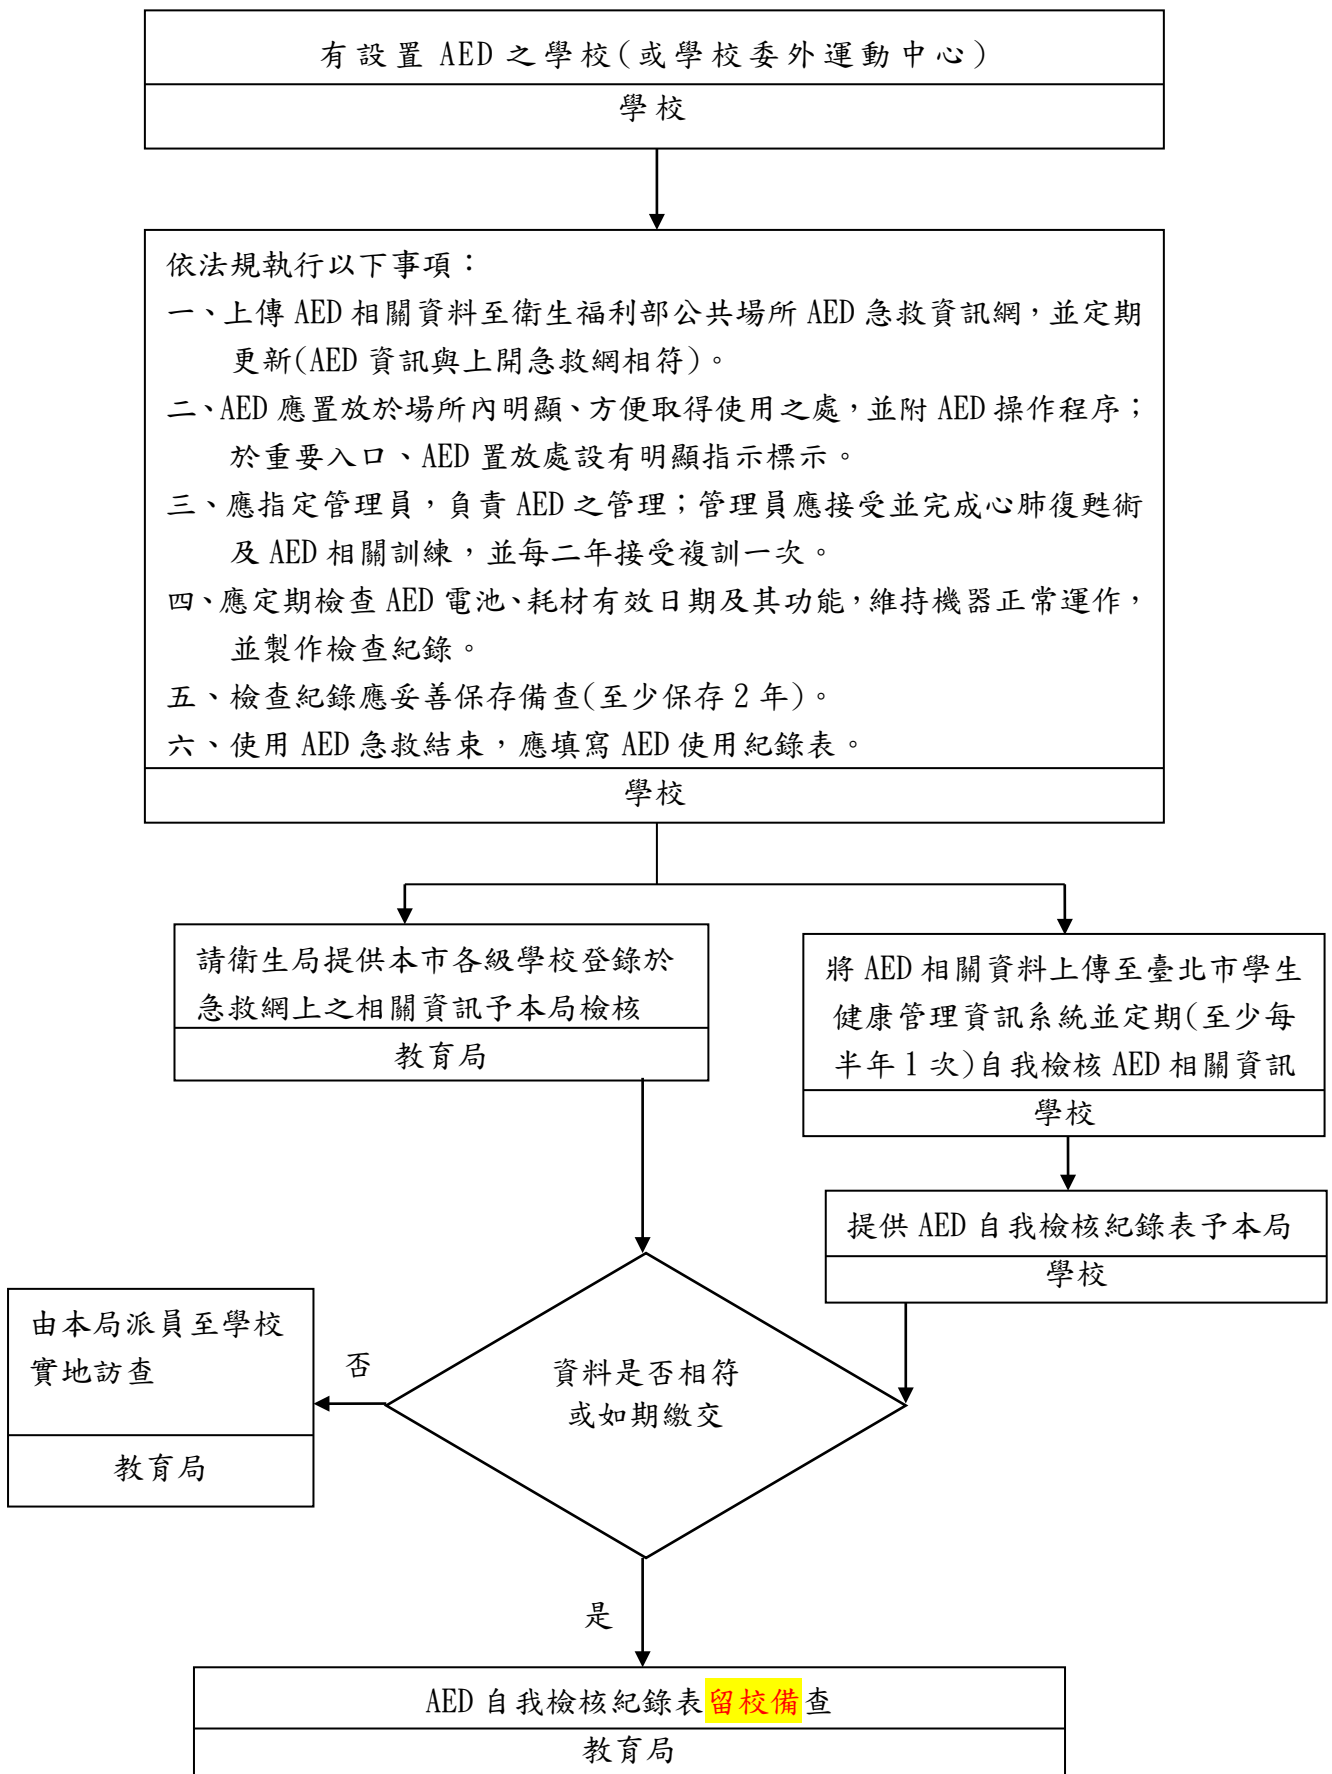 有設置 AED 之學校(或學校委外運動中心)
學校
依法規執行以下事項：
一、上傳 AED 相關資料至衛生福利部公共場所 AED 急救資訊網，並定期
更新(AED 資訊與上開急救網相符)。
二、AED 應置放於場所內明顯、方便取得使用之處，並附 AED 操作程序；
於重要入口、AED 置放處設有明顯指示標示。
三、應指定管理員，負責 AED 之管理；管理員應接受並完成心肺復甦術
及 AED 相關訓練，並每二年接受複訓一次。
四、應定期檢查 AED 電池、耗材有效日期及其功能，維持機器正常運作，
並製作檢查紀錄。
五、檢查紀錄應妥善保存備查(至少保存 2 年)。
六、使用 AED 急救結束，應填寫 AED 使用紀錄表。
學校
請衛生局提供本市各級學校登錄於
急救網上之相關資訊予本局檢核
教育局
將 AED 相關資料上傳至臺北市學生
健康管理資訊系統並定期(至少每
半年 1 次)自我檢核 AED 相關資訊
學校
提供 AED 自我檢核紀錄表予本局
學校
由本局派員至學校
實地訪查
教育局
否
資料是否相符
或如期繳交
是
AED 自我檢核紀錄表留校備查
教育局